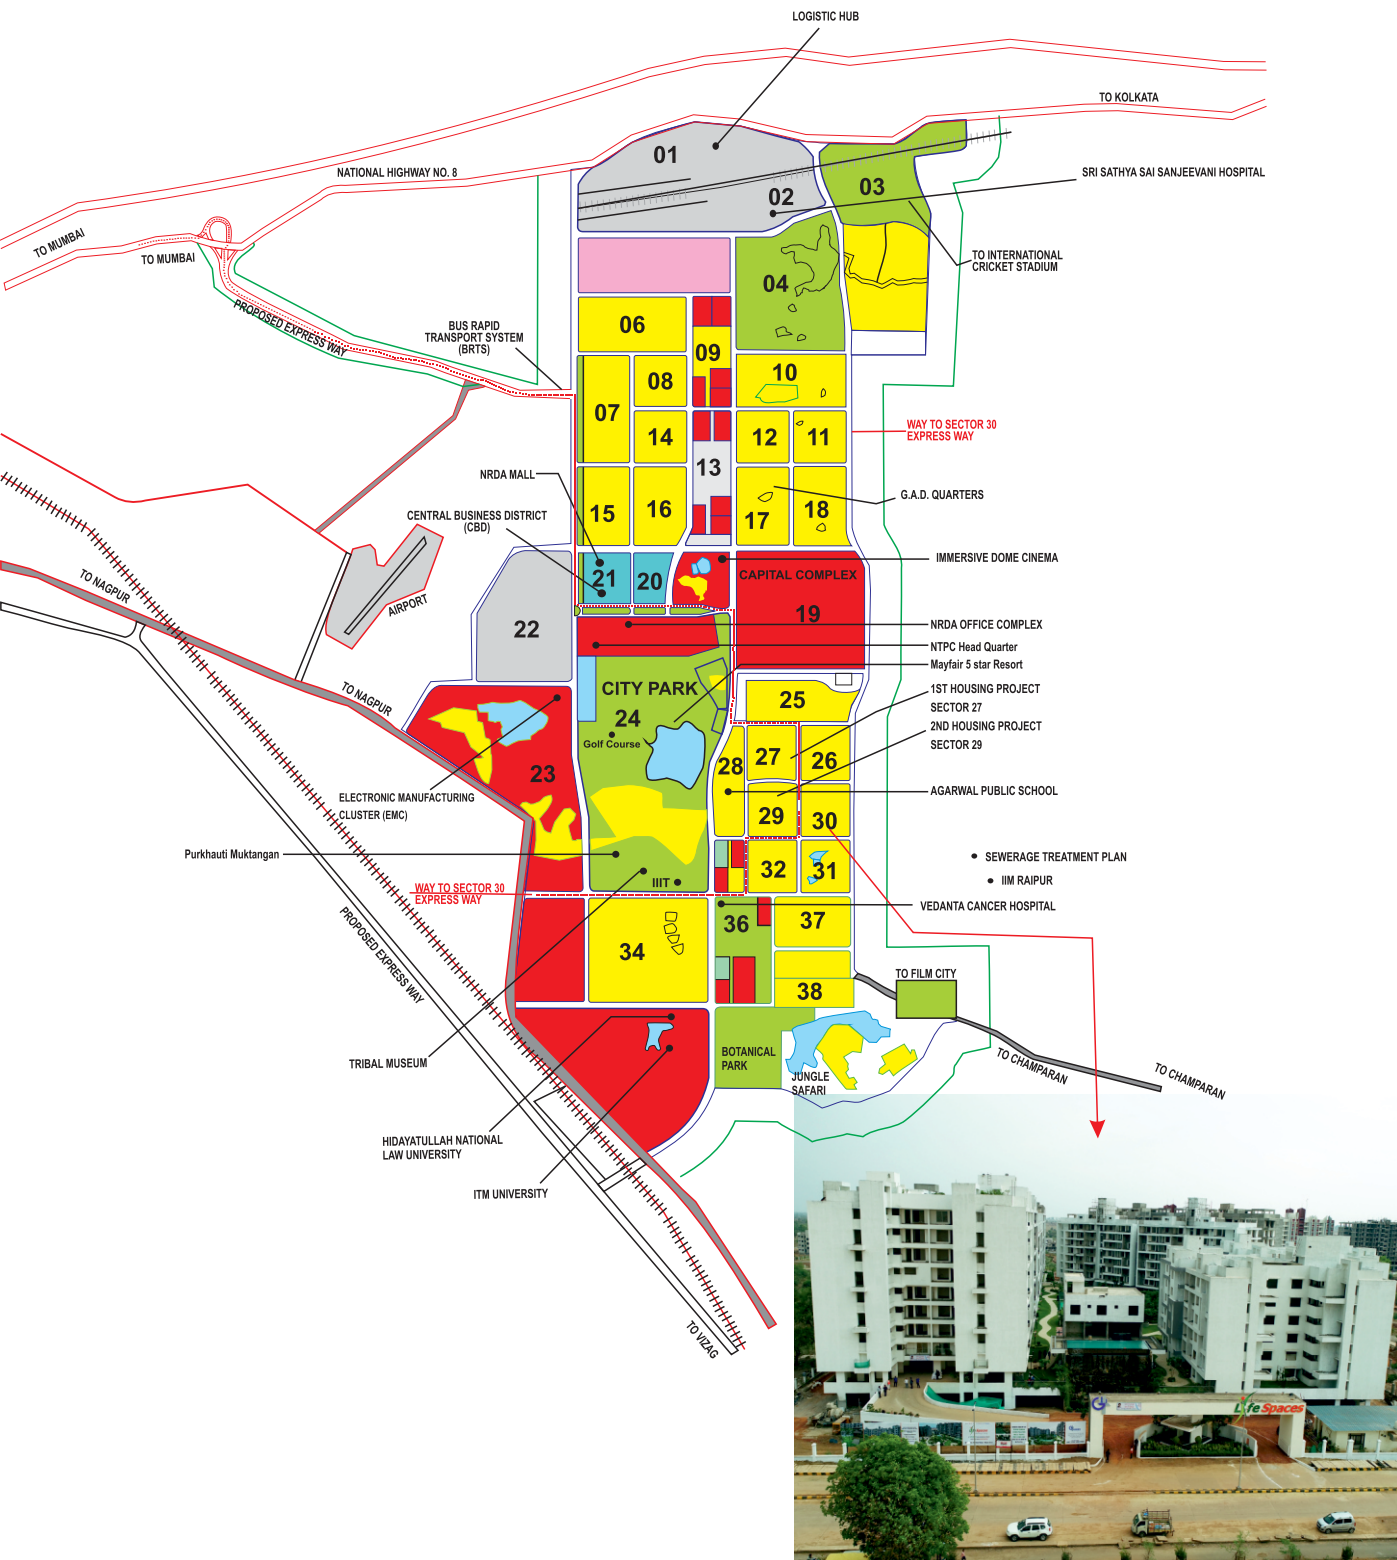 LOGISTIC HUB
TO KOLKATA
01
NATIONAL HIGHWAY NO. 8
SRI SATHYA SAI SANJEEVANI HOSPITAL
03
02
TO MUMBAI
TO MUMBAI
TO INTERNATIONAL
CRICKET STADIUM
04
PROPOSED EXPRESS WAY
BUS RAPID
TRANSPORT SYSTEM
(BRTS)
06
09
08
10
07
WAY TO SECTOR 30
EXPRESS WAY
14
12
11
13
NRDA MALL
G.A.D. QUARTERS
15
16
17
18
CENTRAL BUSINESS DISTRICT
(CBD)
IMMERSIVE DOME CINEMA
TO NAGPUR
21
20
CAPITAL COMPLEX
AIRPORT
19
22
NRDA OFFICE COMPLEX
NTPC Head Quarter
Mayfair 5 star Resort
TO NAGPUR
CITY PARK
1ST HOUSING PROJECT
SECTOR 27
25
24
2ND HOUSING PROJECT
SECTOR 29
Golf Course
28
27
26
23
ELECTRONIC MANUFACTURING
CLUSTER (EMC)
AGARWAL PUBLIC SCHOOL
29
30
Purkhauti Muktangan
SEWERAGE TREATMENT PLAN
32
31
IIIT
IIM RAIPUR
WAY TO SECTOR 30
EXPRESS WAY
VEDANTA CANCER HOSPITAL
PROPOSED EXPRESS WAY
36
37
34
TO FILM CITY
38
TRIBAL MUSEUM
BOTANICAL
PARK
JUNGLE
SAFARI
TO CHAMPARAN
TO CHAMPARAN
HIDAYATULLAH NATIONAL
LAW UNIVERSITY
ITM UNIVERSITY
TO VIZAG
Life Spaces